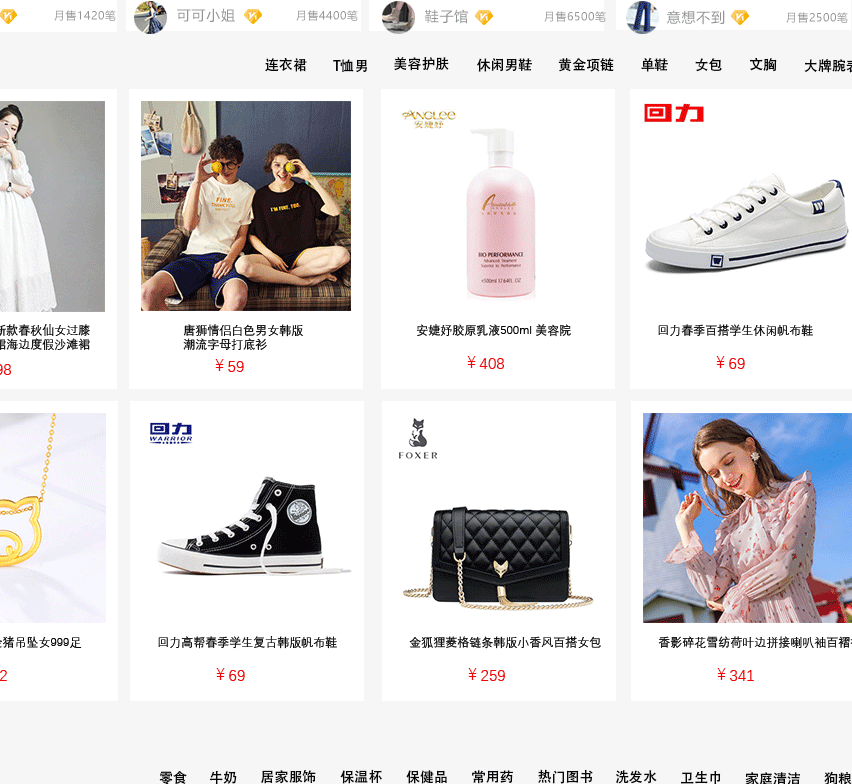 月售1420笔
可可小姐 月售4400笔
鞋子馆 月售6500笔
意想不到 月售2500笔
连衣裙 T恤男 美容护肤 休闲男鞋 黄金项链 单鞋 女包 文胸 大牌腕表
FINE.
THANK YOU.
I'M FINE, TOO.
ANGLEE
安婕妤
BIO PERFORMANCE
Advanced Treatment
500ml 17.64FL. OZ
回力
新款春秋仙女过膝
裙海边度假沙滩裙
98
唐狮情侣白色男女韩版
潮流字母打底衫
¥ 59
安婕妤胶原乳液500ml 美容院
¥ 408
回力春季百搭学生休闲帆布鞋
¥ 69
回力
WARRIOR
FOXER
金猪吊坠女999足
2
回力高帮春季学生复古韩版帆布鞋
¥ 69
金狐狸菱格链条韩版小香风百搭女包
¥ 259
香影碎花雪纺荷叶边拼接喇叭袖百褶
¥ 341
零食 牛奶 居家服饰 保温杯 保健品 常用药 热门图书 洗发水 卫生巾 家庭清洁 狗粮